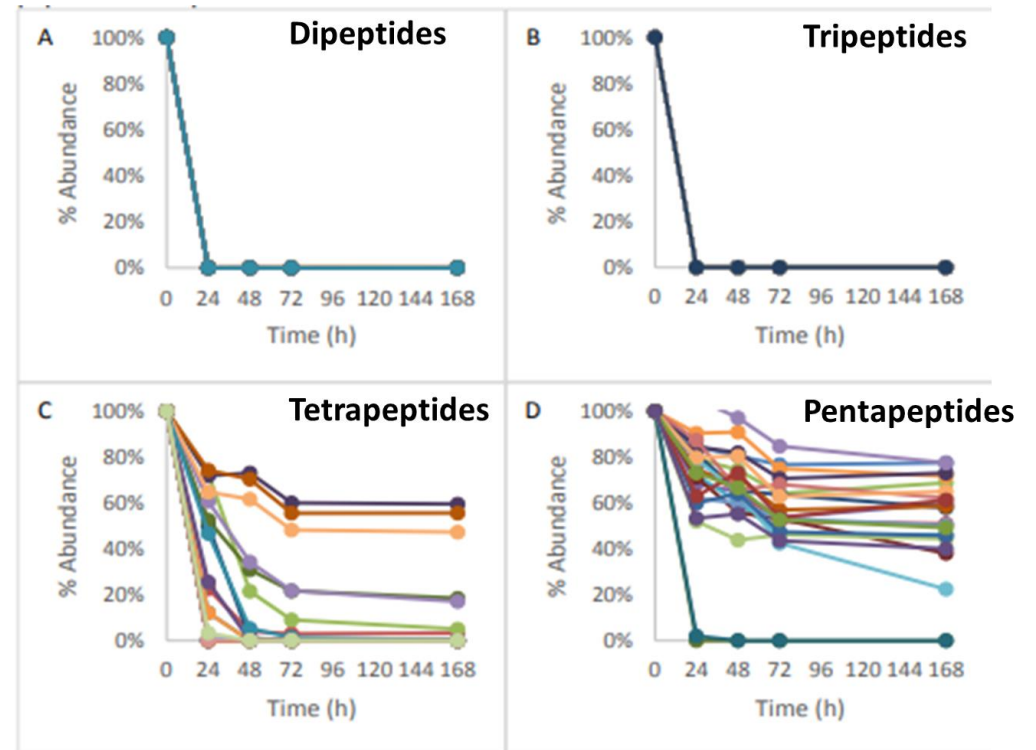 A
Dipeptides
100%
80%
60%
40%
20%
0%
% Abundance
0 24 48 72 96 120 144 168
Time (h)
B
Tripeptides
100%
80%
60%
40%
20%
0%
% Abundance
0 24 48 72 96 120 144 168
Time (h)
C
Tetrapeptides
100%
80%
60%
40%
20%
0%
% Abundance
0 24 48 72 96 120 144 168
Time (h)
D
Pentapeptides
100%
80%
60%
40%
20%
0%
% Abundance
0 24 48 72 96 120 144 168
Time (h)